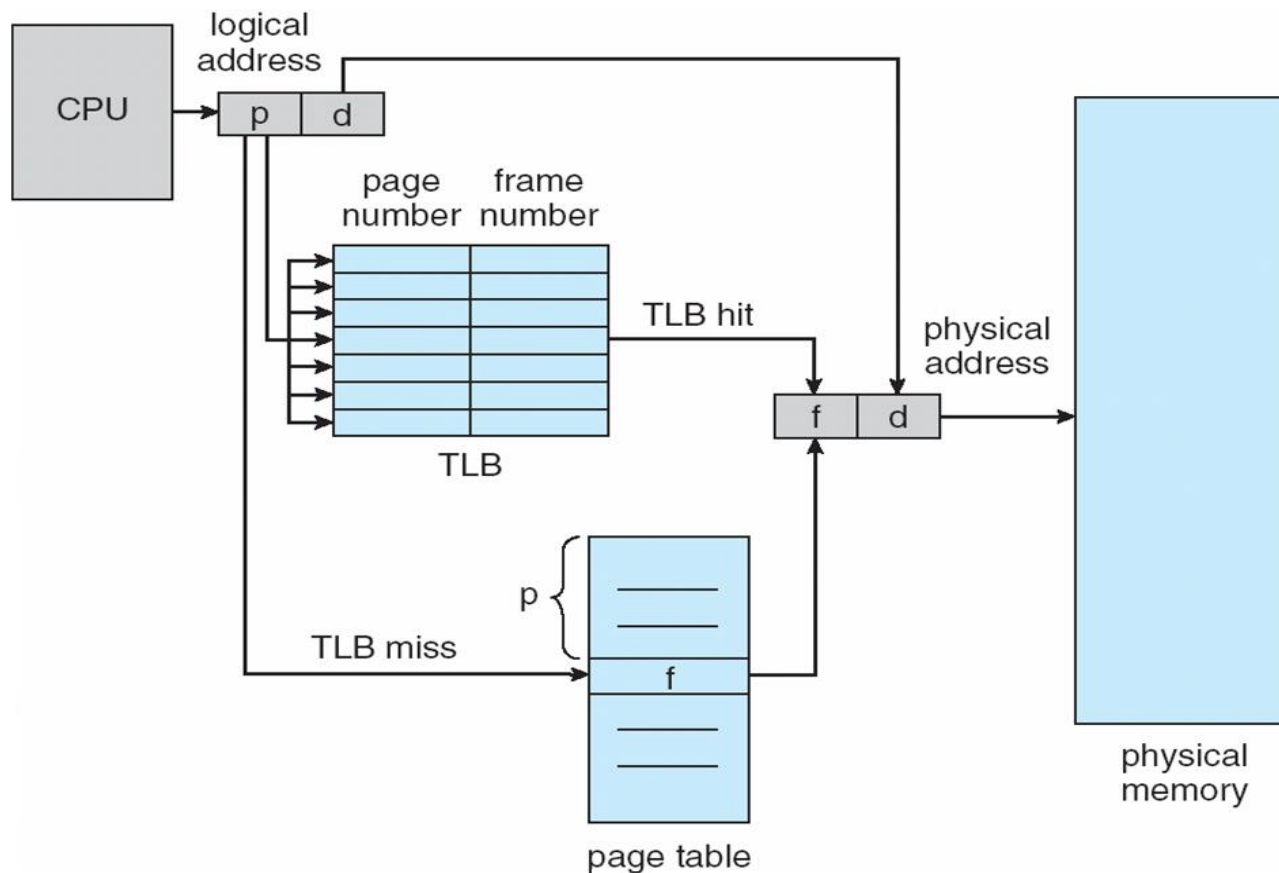 logical
address
CPU
p d
page frame
number number
TLB hit
physical
address
f d
TLB
p
TLB miss
f
physical
memory
page table